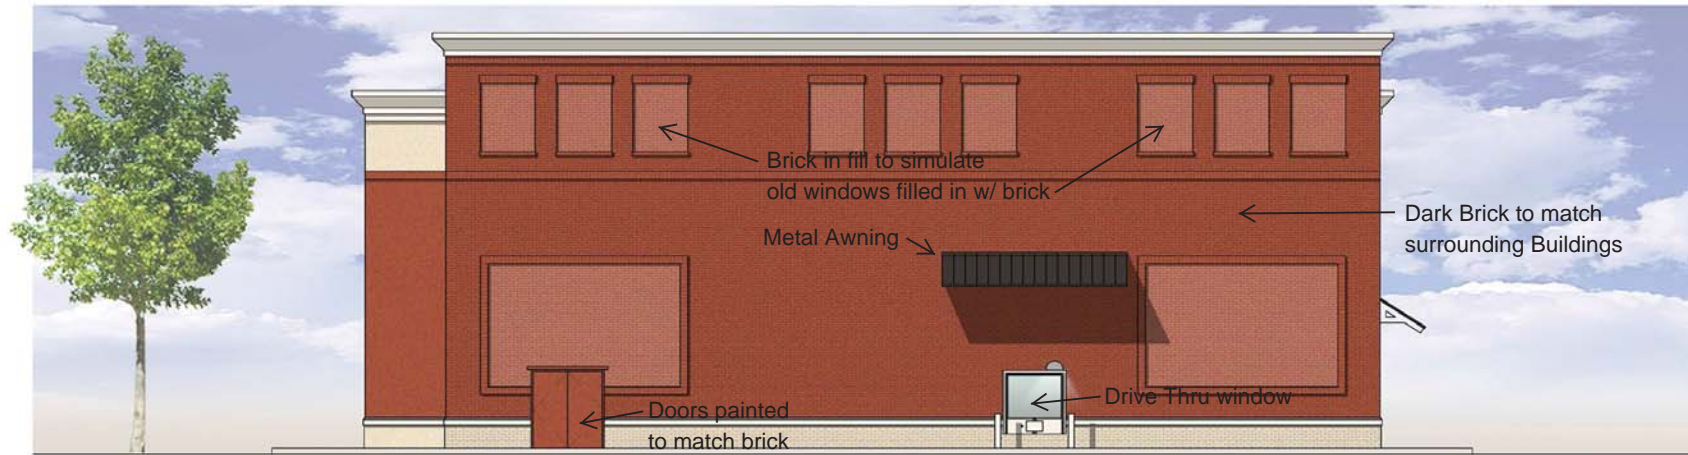 Brick in fill to simulate
old windows filled in w/ brick
Metal Awning
Dark Brick to match
surrounding Buildings
Drive Thru window
Doors painted
to match brick